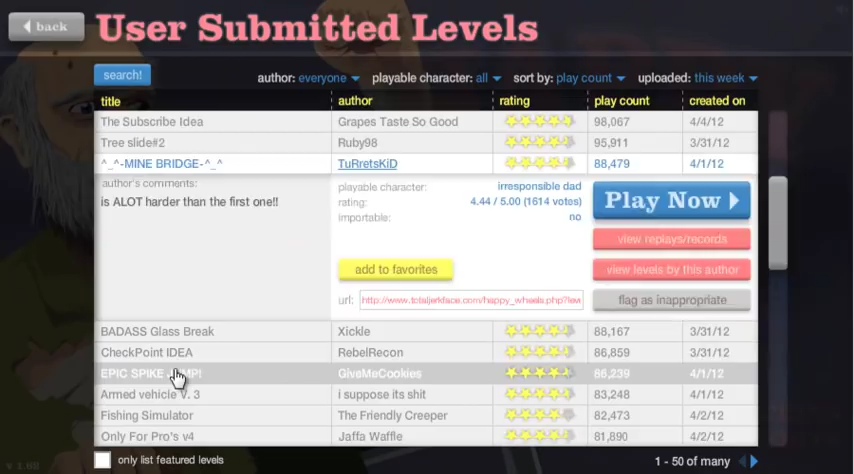 back
User Submitted Levels
search!
author: everyone playable character: all sort by: play count uploaded: this week
title author rating play count created on
The Subscribe Idea Grapes Taste So Good 98,067 4/4/12
Tree slide#2 Ruby98 95,911 3/31/12
^_^-MINE BRIDGE-^_^ TuRretsKiD 88,479 4/1/12
author's comments:
is ALOT harder than the first one!!
playable character: irresponsible dad
rating: 4.44 / 5.00 (1614 votes)
importable: no
add to favorites
url: http://www.totaljerkface.com/happy_wheels.php?leve
Play Now
view replays/records
view levels by this author
flag as inappropriate
BADASS Glass Break Xickle 88,167 3/31/12
CheckPoint IDEA RebelRecon 86,859 3/31/12
EPIC SPIKE GiveMeCookies 86,239 4/1/12
Armed vehicle V. 3 i suppose its shit 83,248 4/1/12
Fishing Simulator The Friendly Creeper 82,473 4/2/12
Only For Pro's v4 Jaffa Waffle 81,890 4/2/12
only list featured levels
1 - 50 of many